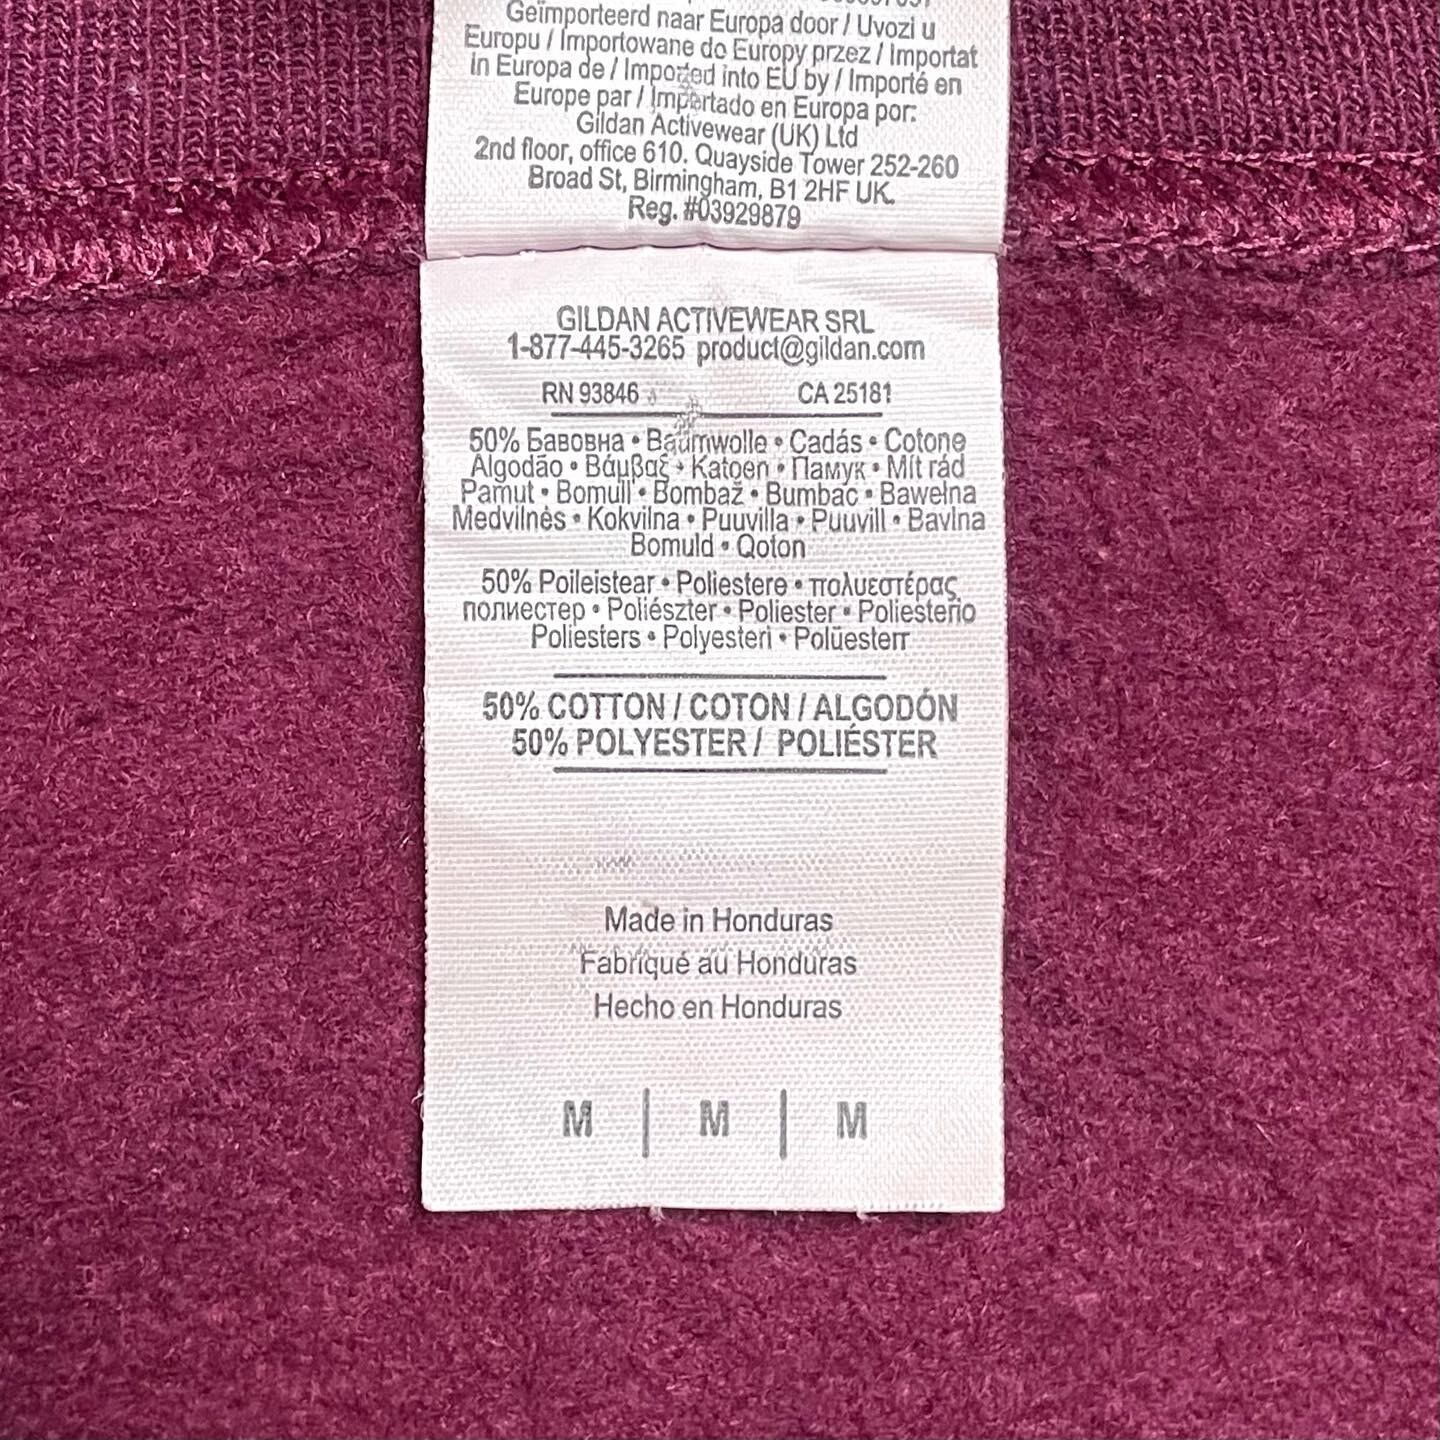 Geïmporteerd naar Europa door / Uvozi u
Europu / Importowane do Europy przez / Importat
in Europa de / Imported into EU by / Importé en
Europe par / Importado en Europa por:
Gildan Activewear (UK) Ltd
2nd floor, office 610. Quayside Tower 252-260
Broad St, Birmingham, B1 2HF UK.
Reg. #03929879
GILDAN ACTIVEWEAR SRL
1-877-445-3265 product@gildan.com
RN 93846 CA 25181
50% Бавовна • Baumwolle • Cadás • Cotone
Algodão • Βάμβαξ • Katoen • Памук • Mít rád
Pamut • Bomull • Bombaž • Bumbac • Bawełna
Medvilnės • Kokvilna • Puuvilla • Puuvill • Bavlna
Bomuld • Qoton
50% Poileistear • Poliestere • πολυεστέρας
полиестер • Poliészter • Poliester • Poliesterio
Poliesters • Polyesteri • Polüesterr
50% COTTON / COTON / ALGODÓN
50% POLYESTER / POLIÉSTER
Made in Honduras
Fabriqué au Honduras
Hecho en Honduras
M | M | M